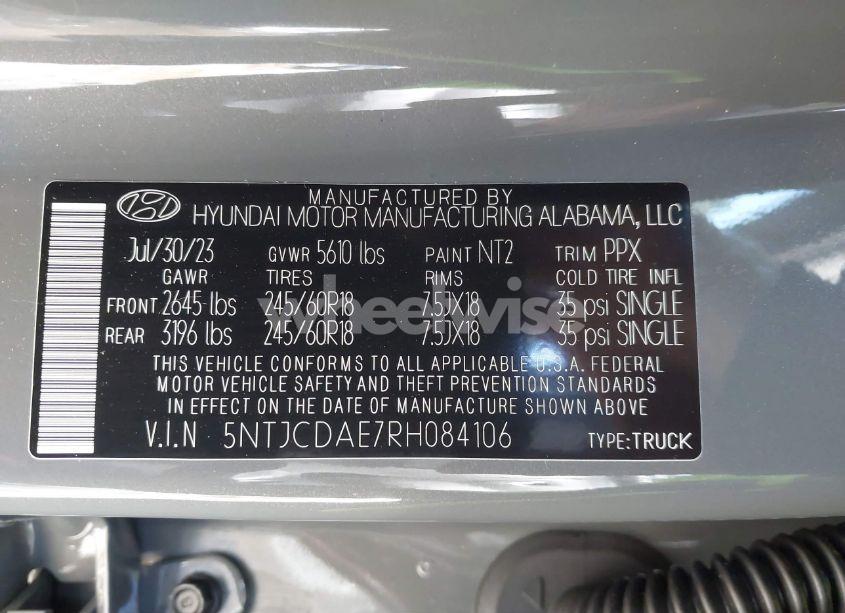 MANUFACTURED BY
HYUNDAI MOTOR MANUFACTURING ALABAMA, LLC
Jul/30/23 GVWR 5610 lbs PAINT NT2 TRIM PPX
GAWR TIRES RIMS COLD TIRE INFL
FRONT 2645 lbs 245/60R18 7.5JX18 35 psi SINGLE
REAR 3196 lbs 245/60R18 7.5JX18 35 psi SINGLE
wheelwise
THIS VEHICLE CONFORMS TO ALL APPLICABLE U.S.A. FEDERAL
MOTOR VEHICLE SAFETY AND THEFT PREVENTION STANDARDS
IN EFFECT ON THE DATE OF MANUFACTURE SHOWN ABOVE
V.I.N 5NTJCDAE7RH084106 TYPE:TRUCK